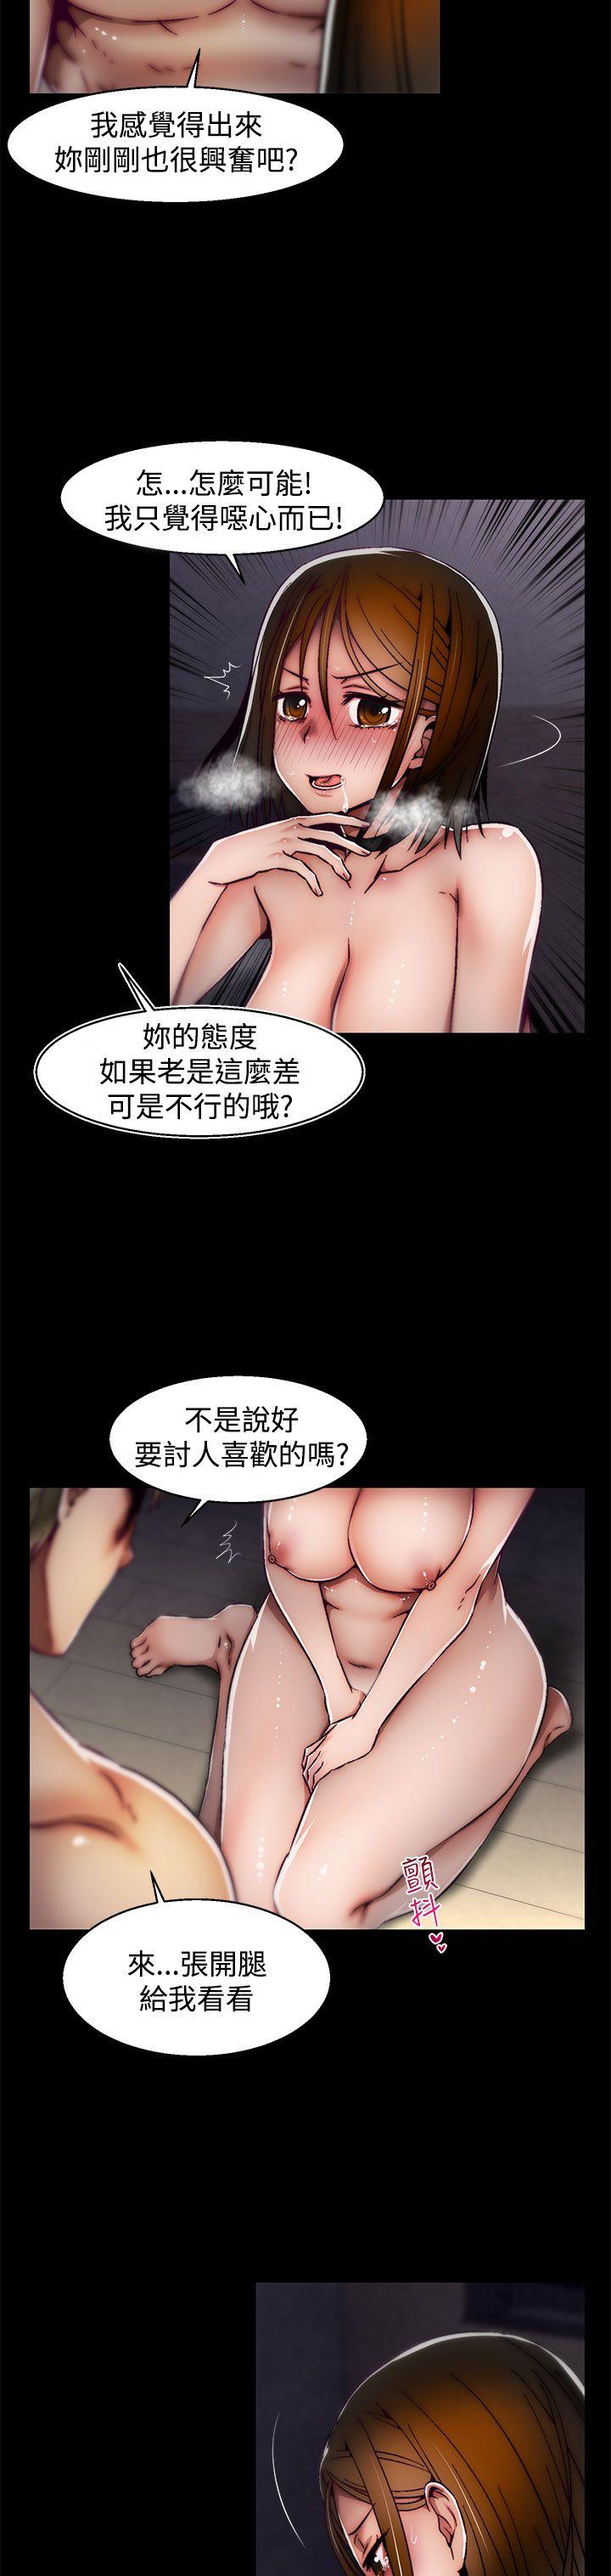 我感覺得出來
妳剛剛也很興奮吧?
怎...怎麼可能!
我只覺得噁心而已!
妳的態度
如果老是這麼差
可是不行的哦?
不是說好
要討人喜歡的嗎?
顫抖
來...張開腿
給我看看